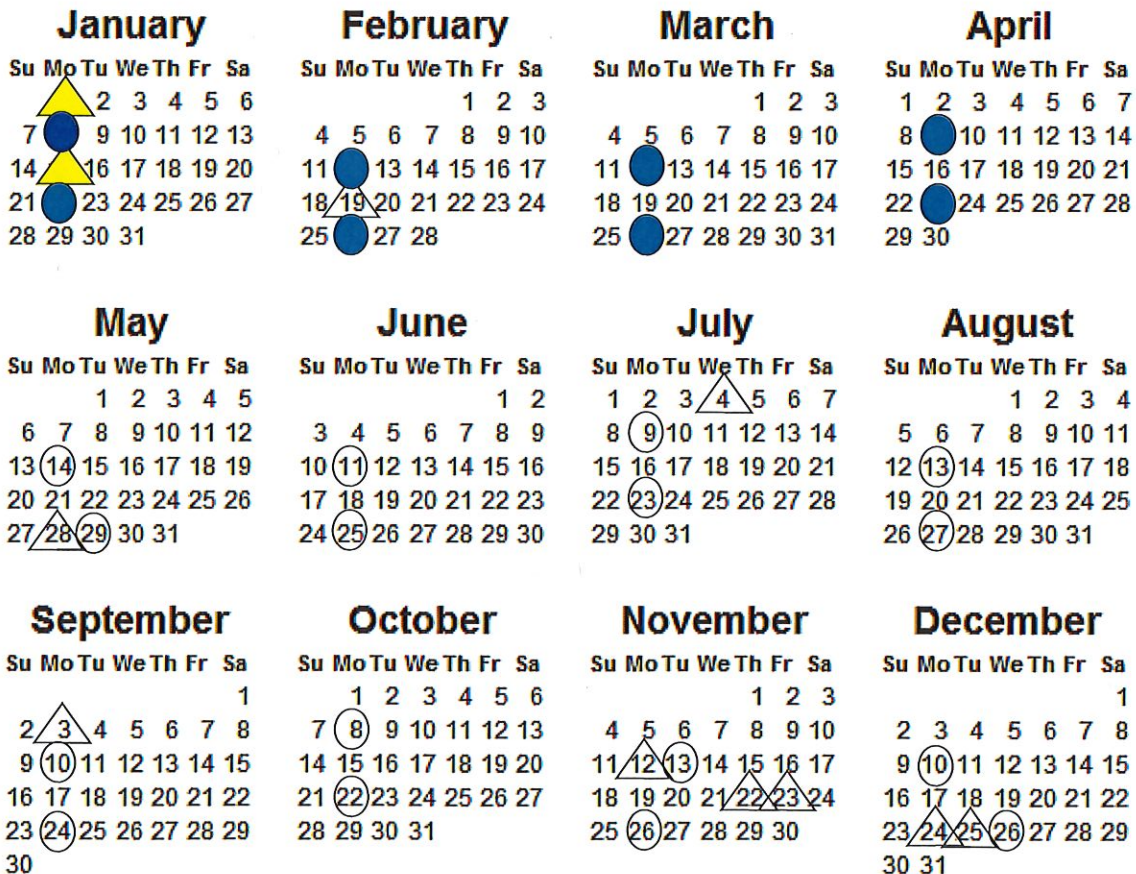 January February March April
Su Mo Tu We Th Fr Sa Su Mo Tu We Th Fr Sa Su Mo Tu We Th Fr Sa Su Mo Tu We Th Fr Sa
2 3 4 5 6 1 2 3 1 2 3 1 2 3 4 5 6 7
7 9 10 11 12 13 4 5 6 7 8 9 10 4 5 6 7 8 9 10 8 10 11 12 13 14
14 16 17 18 19 20 11 13 14 15 16 17 11 13 14 15 16 17 15 16 17 18 19 20 21
21 23 24 25 26 27 18 19 20 21 22 23 24 18 19 20 21 22 23 24 22 24 25 26 27 28
28 29 30 31 25 27 28 25 27 28 29 30 31 29 30
May June July August
Su Mo Tu We Th Fr Sa Su Mo Tu We Th Fr Sa Su Mo Tu We Th Fr Sa Su Mo Tu We Th Fr Sa
1 2 3 4 5 1 2 1 2 3 4 5 6 7 1 2 3 4
6 7 8 9 10 11 12 3 4 5 6 7 8 9 8 9 10 11 12 13 14 5 6 7 8 9 10 11
13 14 15 16 17 18 19 10 11 12 13 14 15 16 15 16 17 18 19 20 21 12 13 14 15 16 17 18
20 21 22 23 24 25 26 17 18 19 20 21 22 23 22 23 24 25 26 27 28 19 20 21 22 23 24 25
27 28 29 30 31 24 25 26 27 28 29 30 29 30 31 26 27 28 29 30 31
September October November December
Su Mo Tu We Th Fr Sa Su Mo Tu We Th Fr Sa Su Mo Tu We Th Fr Sa Su Mo Tu We Th Fr Sa
1 1 2 3 4 5 6 1 2 3 1
2 3 4 5 6 7 8 7 8 9 10 11 12 13 4 5 6 7 8 9 10 2 3 4 5 6 7 8
9 10 11 12 13 14 15 14 15 16 17 18 19 20 11 12 13 14 15 16 17 9 10 11 12 13 14 15
16 17 18 19 20 21 22 21 22 23 24 25 26 27 18 19 20 21 22 23 24 16 17 18 19 20 21 22
23 24 25 26 27 28 29 28 29 30 31 25 26 27 28 29 30 23 24 25 26 27 28 29
30 30 31